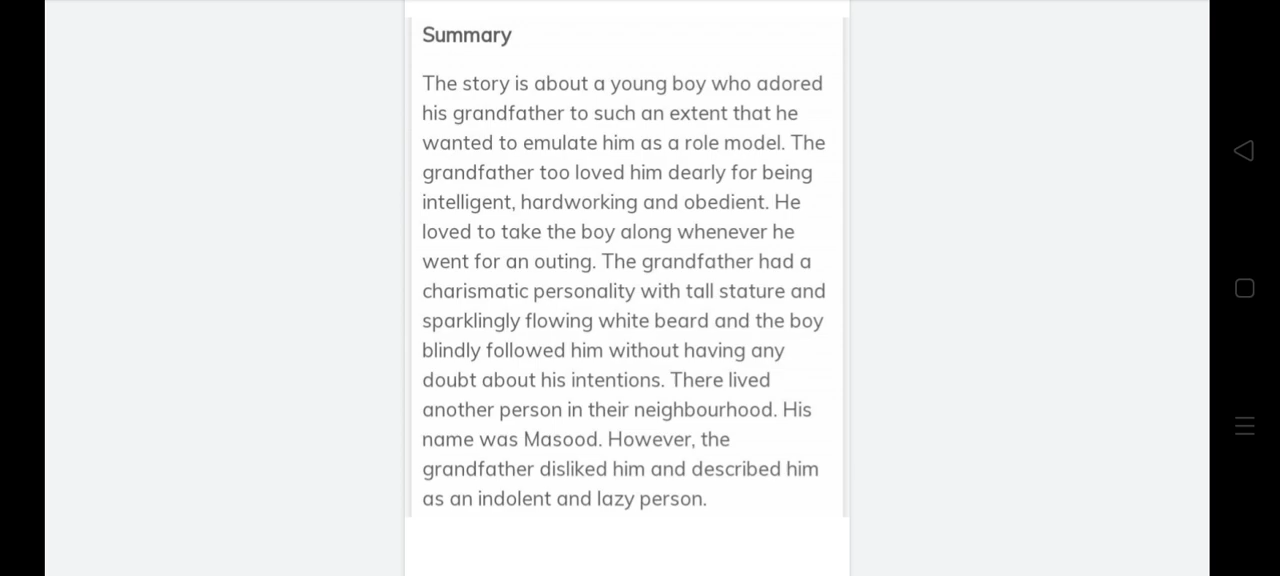 Summary
The story is about a young boy who adored
his grandfather to such an extent that he
wanted to emulate him as a role model. The
grandfather too loved him dearly for being
intelligent, hardworking and obedient. He
loved to take the boy along whenever he
went for an outing. The grandfather had a
charismatic personality with tall stature and
sparklingly flowing white beard and the boy
blindly followed him without having any
doubt about his intentions. There lived
another person in their neighbourhood. His
name was Masood. However, the
grandfather disliked him and described him
as an indolent and lazy person.